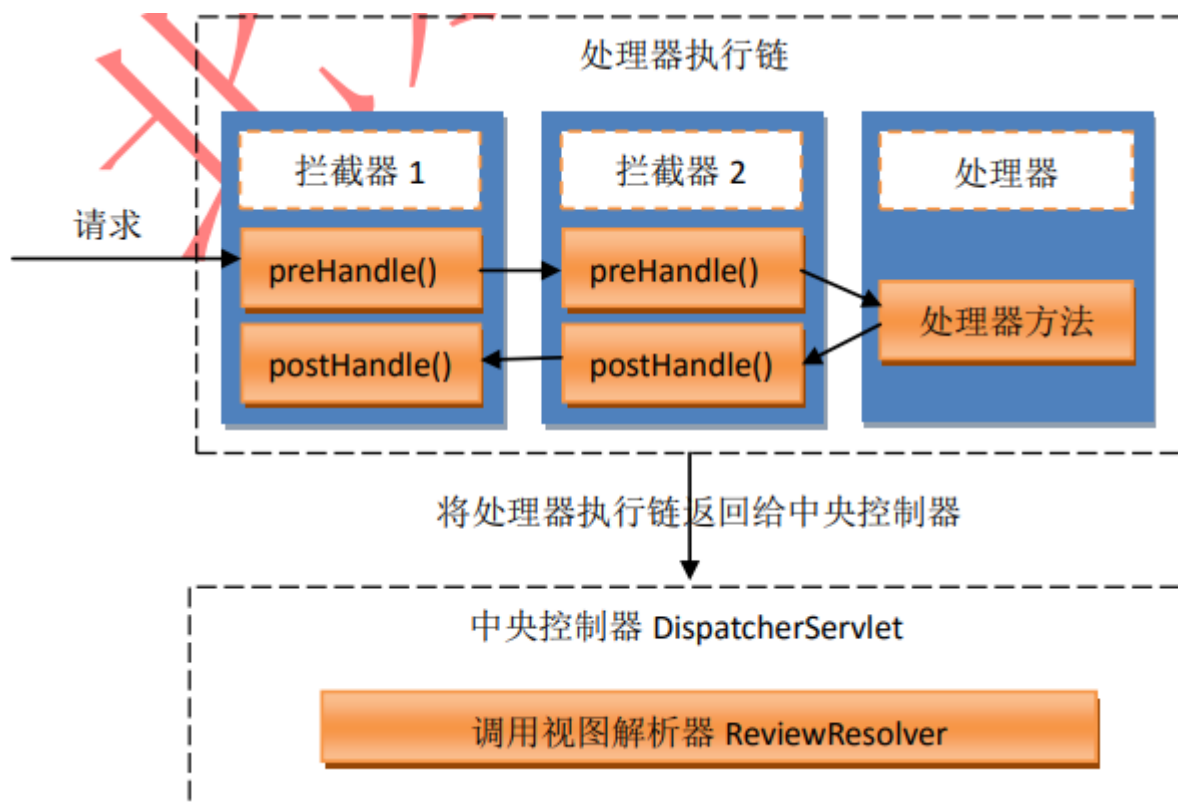 处理器执行链
拦截器 1
拦截器 2
处理器
请求
preHandle()
preHandle()
处理器方法
postHandle()
postHandle()
将处理器执行链返回给中央控制器
中央控制器 DispatcherServlet
调用视图解析器 ReviewResolver